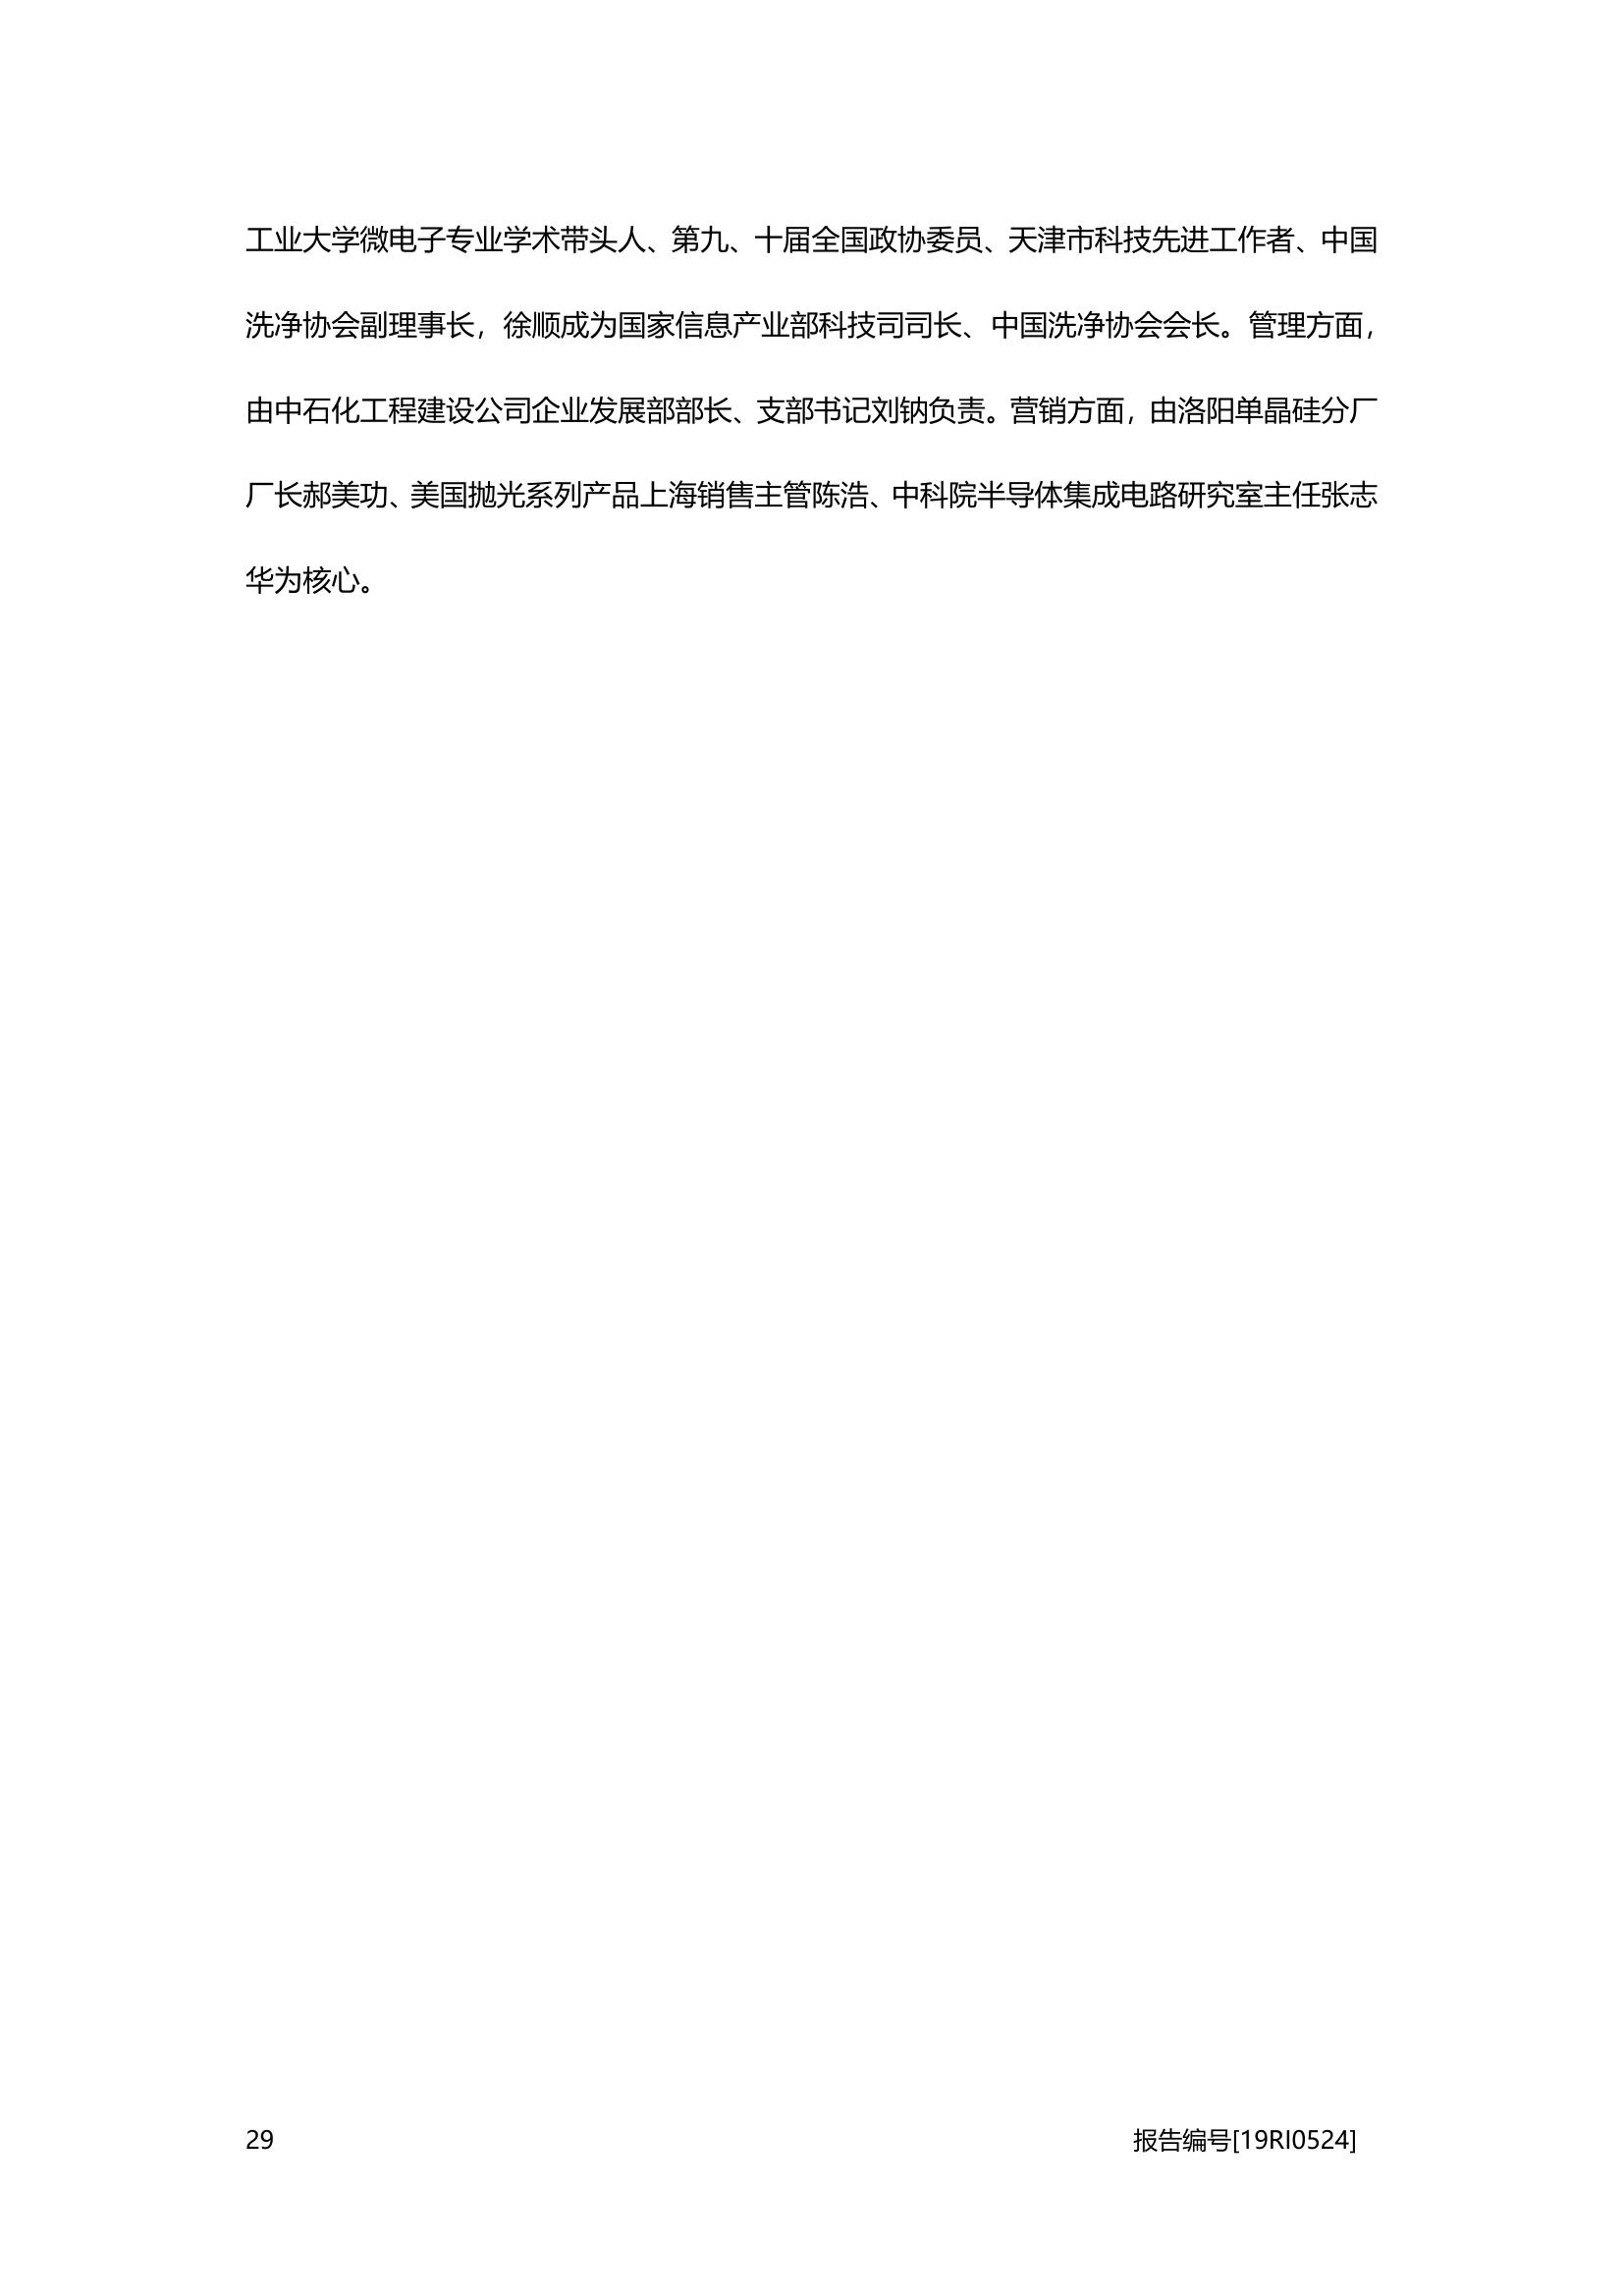 工业大学微电子专业学术带头人、第九、十届全国政协委员、天津市科技先进工作者、中国
洗净协会副理事长，徐顺成为国家信息产业部科技司司长、中国洗净协会会长。管理方面，
由中石化工程建设公司企业发展部部长、支部书记刘钠负责。营销方面，由洛阳单晶硅分厂
厂长郝美功、美国抛光系列产品上海销售主管陈浩、中科院半导体集成电路研究室主任张志
华为核心。
29 报告编号[19RI0524]